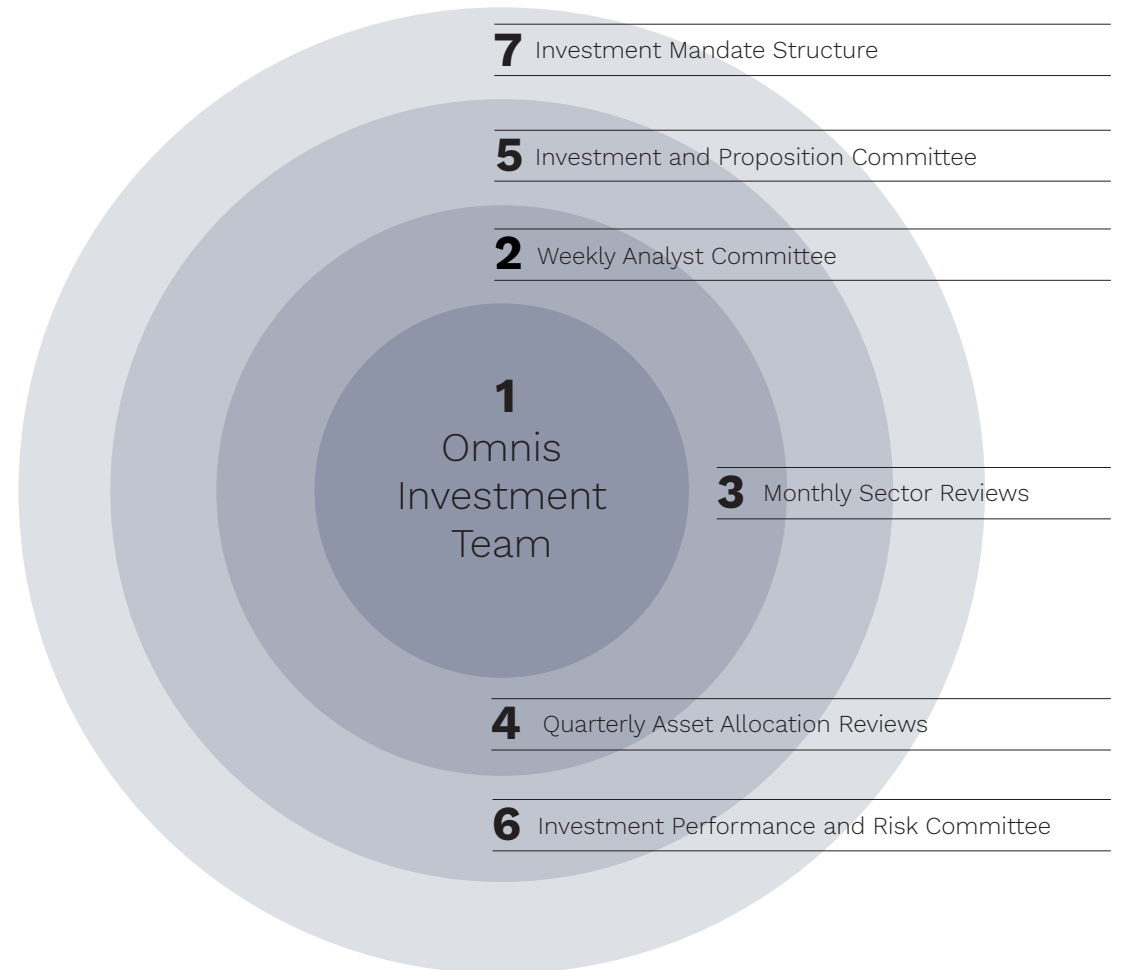 7 Investment Mandate Structure
5 Investment and Proposition Committee
2 Weekly Analyst Committee
1
Omnis
Investment
Team
3 Monthly Sector Reviews
4 Quarterly Asset Allocation Reviews
6 Investment Performance and Risk Committee